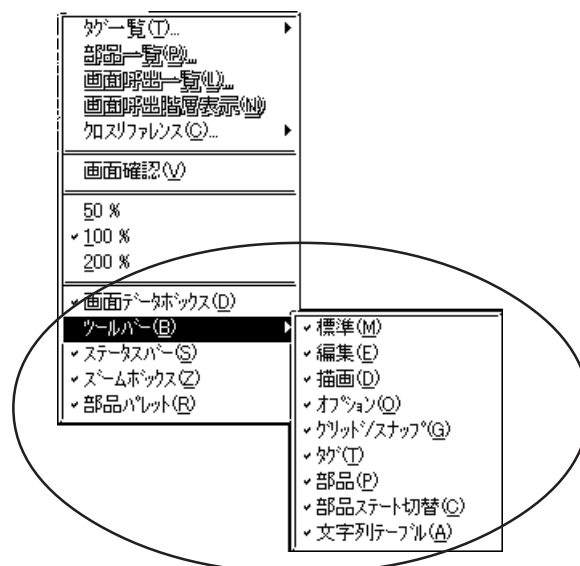 ﾀｸﾞ一覧(T)...
部品一覧(P)...
画面呼出一覧(L)...
画面呼出階層表示(N)
ｸﾛｽﾘﾌｧﾚﾝｽ(C)...
画面確認(V)
50 %
100 %
200 %
画面ﾃﾞｰﾀﾎﾞｯｸｽ(D)
ﾂｰﾙﾊﾞｰ(B)
ｽﾃｰﾀｽﾊﾞｰ(S)
ｽﾞｰﾑﾎﾞｯｸｽ(Z)
部品ﾊﾟﾚｯﾄ(R)
標準(M)
編集(E)
描画(D)
ｵﾌﾟｼｮﾝ(O)
ｸﾞﾘｯﾄﾞ/ｽﾅｯﾌﾟ(G)
ﾀｸﾞ(T)
部品(P)
部品ｽﾃｰﾄ切替(C)
文字列ﾃｰﾌﾞﾙ(A)